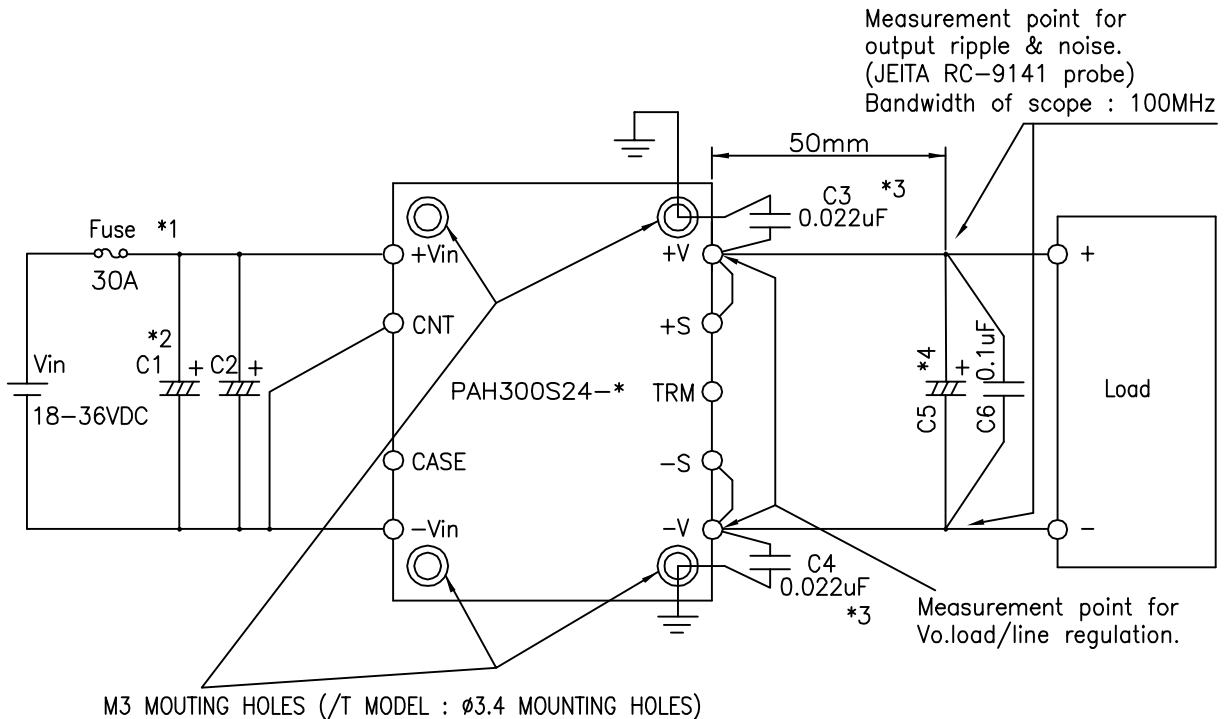 Measurement point for
output ripple & noise.
(JEITA RC-9141 probe)
Bandwidth of scope : 100MHz
50mm
C3 *3
0.022uF
Fuse *1
30A
+Vin
+V
+
CNT
+S
*2
C1 +
C2 +
Vin
18-36VDC
PAH300S24-*
TRM
*4
+
C5
C6 0.1uF
Load
CASE
-S
-Vin
-V
-
C4
0.022uF
*3
Measurement point for
Vo.load/line regulation.
M3 MOUTING HOLES (/T MODEL : ø3.4 MOUNTING HOLES)